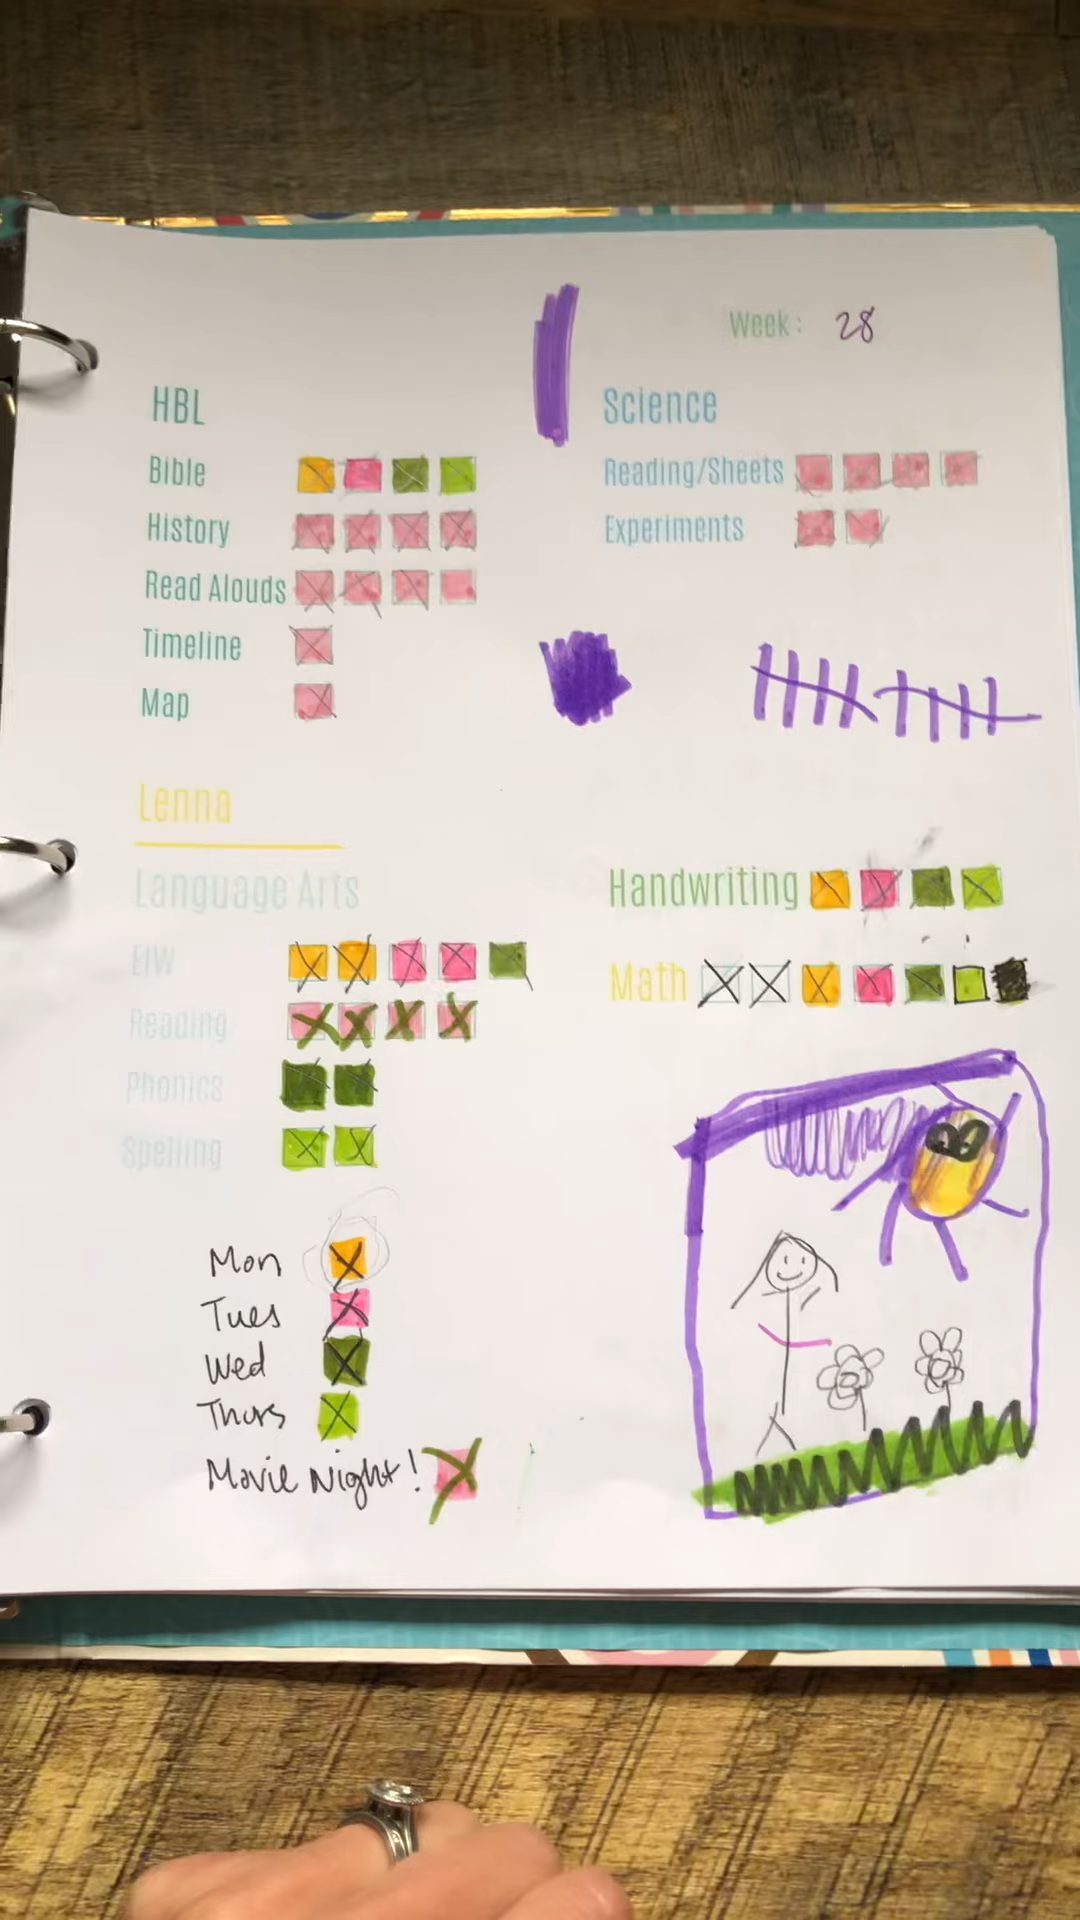 Week: 28
HBL
Bible
History
Read Alouds
Timeline
Map
Science
Reading/Sheets
Experiments
Lenna
Language Arts
EIW
Reading
Phonics
Spelling
Handwriting
Math
Mon
Tues
Wed
Thurs
Movie Night!